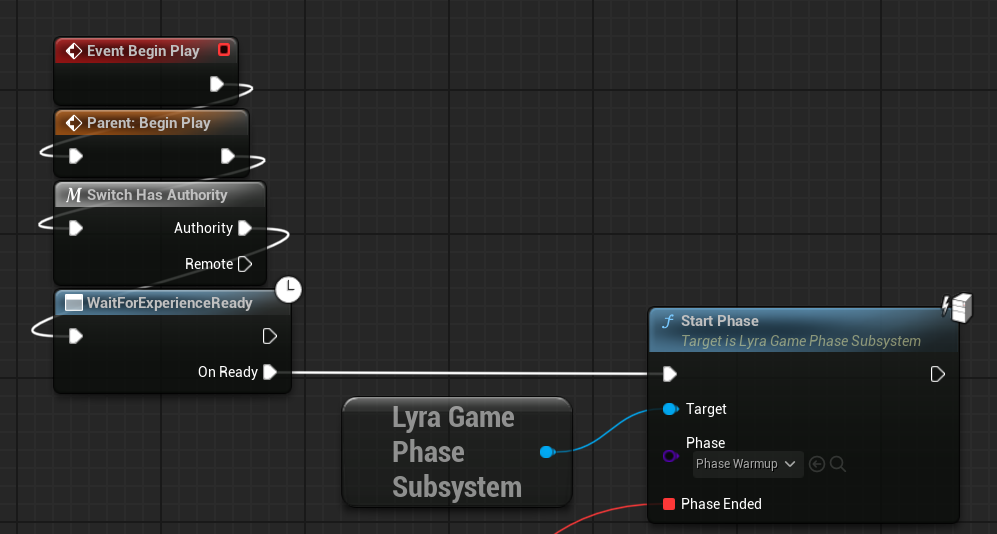 Event Begin Play
Parent: Begin Play
M Switch Has Authority
Authority
Remote
WaitForExperienceReady
On Ready
Lyra Game
Phase
Subsystem
f Start Phase
Target is Lyra Game Phase Subsystem
Target
Phase
Phase Warmup
Phase Ended